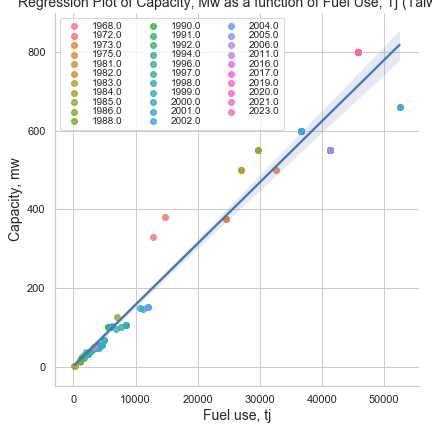 Regression Plot of Capacity, Mw as a function of Fuel Use, Tj (Taiw
1968.0 1990.0 2004.0
1972.0 1991.0 2005.0
1973.0 1992.0 2006.0
1975.0 1994.0 2011.0
1981.0 1996.0 2016.0
1982.0 1997.0 2017.0
1983.0 1998.0 2019.0
1984.0 1999.0 2020.0
1985.0 2000.0 2021.0
1986.0 2001.0 2023.0
1988.0 2002.0
800
600
400
200
0
Capacity, mw
0 10000 20000 30000 40000 50000
Fuel use, tj